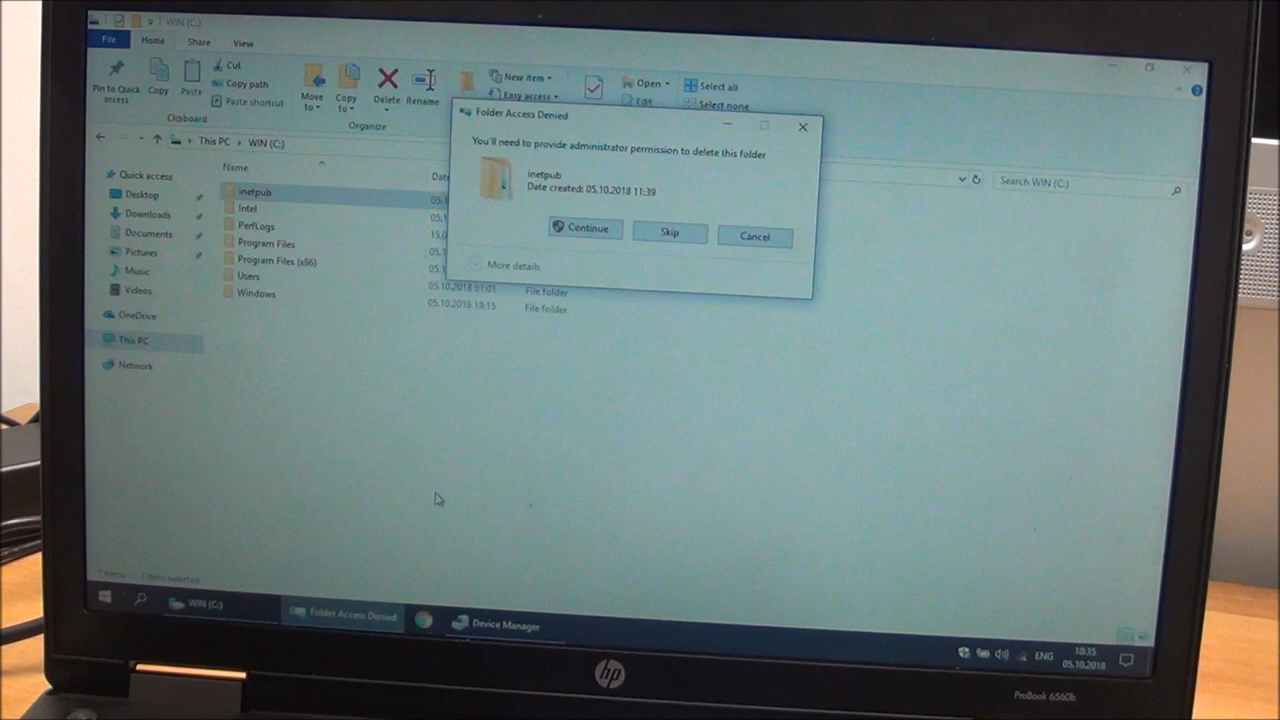 WIN (C:)
File Home Share View
Pin to Quick access
Copy
Paste
Cut
Copy path
Paste shortcut
Clipboard
Move to
Copy to
Delete
Rename
Organize
New item
Easy access
Open
Edit
Select all
Select none
This PC > WIN (C:)
Search WIN (C:)
Quick access
Desktop
Downloads
Documents
Pictures
Music
Videos
OneDrive
This PC
Network
Name
inetpub
Intel
PerfLogs
Program Files
Program Files (x86)
Users
Windows
05.10.2018 01:01 File folder
05.10.2018 18:15 File folder
Folder Access Denied
You'll need to provide administrator permission to delete this folder
inetpub
Date created: 05.10.2018 11:39
Continue Skip Cancel
More details
1 item selected
WIN (C:)
Folder Access Denied
Device Manager
ENG
18:35
05.10.2018
hp
ProBook 6560b